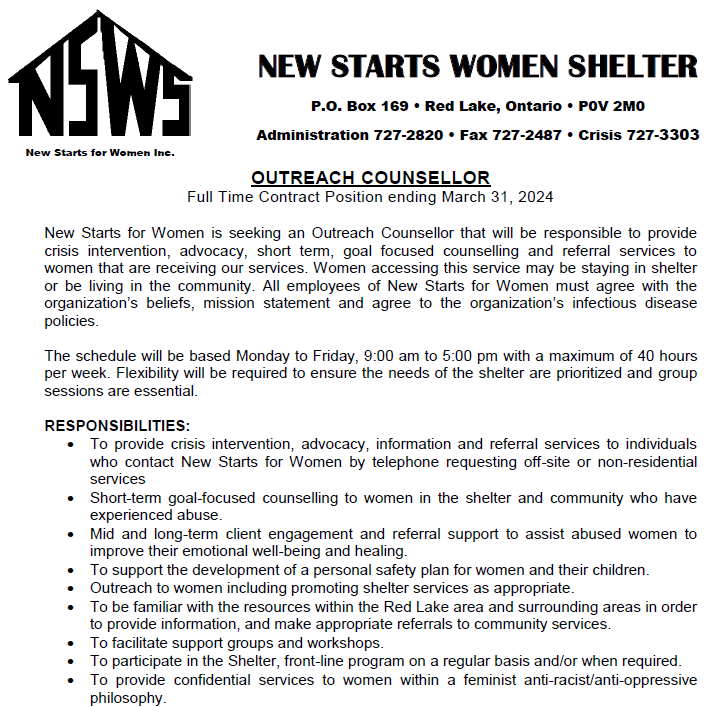 NSWS
New Starts for Women Inc.
NEW STARTS WOMEN SHELTER
P.O. Box 169 • Red Lake, Ontario • P0V 2M0
Administration 727-2820 • Fax 727-2487 • Crisis 727-3303
OUTREACH COUNSELLOR
Full Time Contract Position ending March 31, 2024
New Starts for Women is seeking an Outreach Counsellor that will be responsible to provide
crisis intervention, advocacy, short term, goal focused counselling and referral services to
women that are receiving our services. Women accessing this service may be staying in shelter
or be living in the community. All employees of New Starts for Women must agree with the
organization's beliefs, mission statement and agree to the organization's infectious disease
policies.
The schedule will be based Monday to Friday, 9:00 am to 5:00 pm with a maximum of 40 hours
per week. Flexibility will be required to ensure the needs of the shelter are prioritized and group
sessions are essential.
RESPONSIBILITIES:
• To provide crisis intervention, advocacy, information and referral services to individuals
who contact New Starts for Women by telephone requesting off-site or non-residential
services
• Short-term goal-focused counselling to women in the shelter and community who have
experienced abuse.
• Mid and long-term client engagement and referral support to assist abused women to
improve their emotional well-being and healing.
• To support the development of a personal safety plan for women and their children.
• Outreach to women including promoting shelter services as appropriate.
• To be familiar with the resources within the Red Lake area and surrounding areas in order
to provide information, and make appropriate referrals to community services.
• To facilitate support groups and workshops.
• To participate in the Shelter, front-line program on a regular basis and/or when required.
• To provide confidential services to women within a feminist anti-racist/anti-oppressive
philosophy.